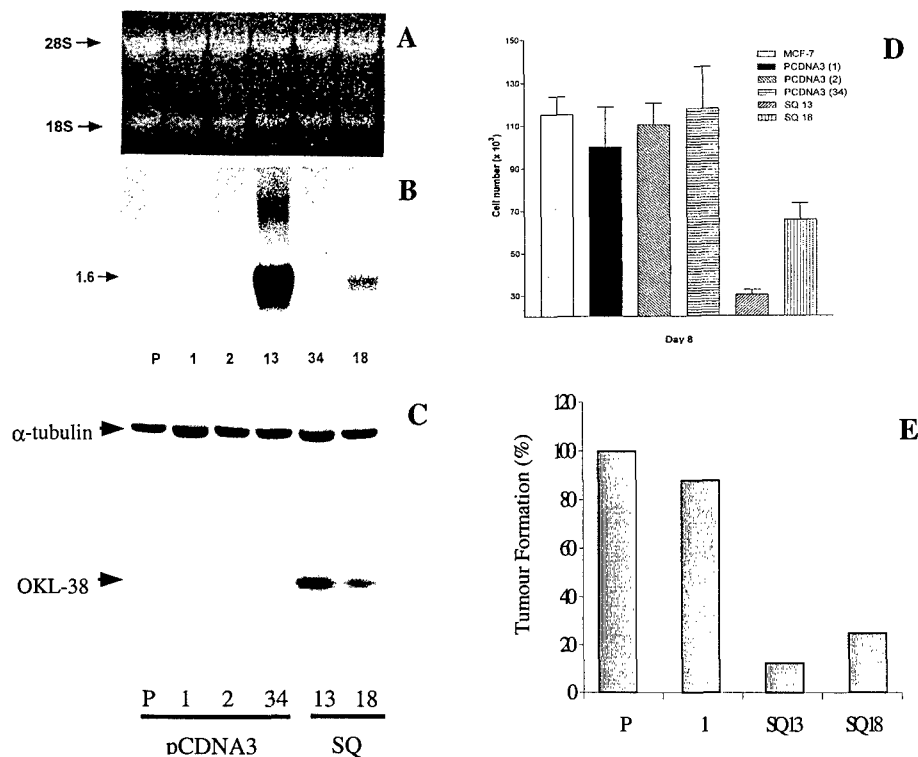 28S
18S
A
B
1.6
P 1 2 13 34 18
C
α-tubulin
OKL-38
P 1 2 34 13 18
pCDNA3 SQ
D
MCF-7
PCDNA3 (1)
PCDNA3 (2)
PCDNA3 (34)
SQ 13
SQ 18
Cell number (x 10³)
150
130
110
90
70
50
30
Day 8
E
Tumour Formation (%)
120
100
80
60
40
20
0
P 1 SQ13 SQ18